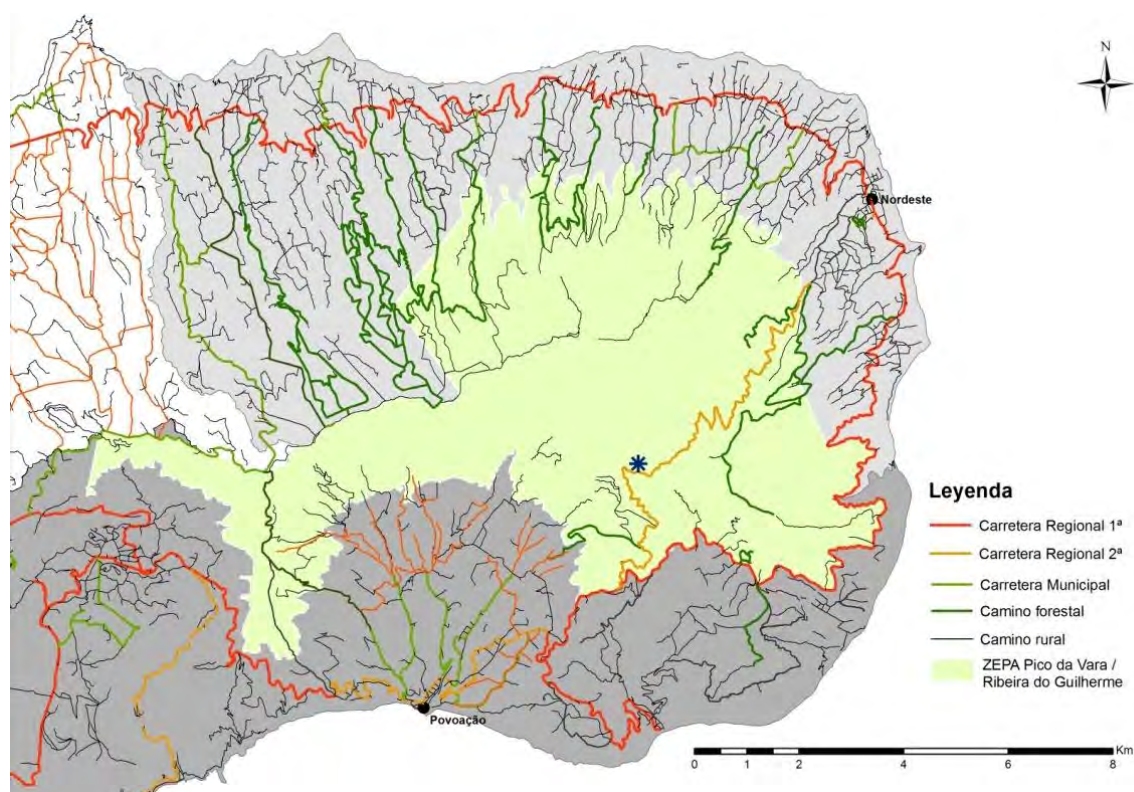 N
Nordeste
Leyenda
Carretera Regional 1ª
Carretera Regional 2ª
Carretera Municipal
Camino forestal
Camino rural
ZEPA Pico da Vara /
Ribeira do Guilherme
Povoação
Km
0 1 2 4 6 8